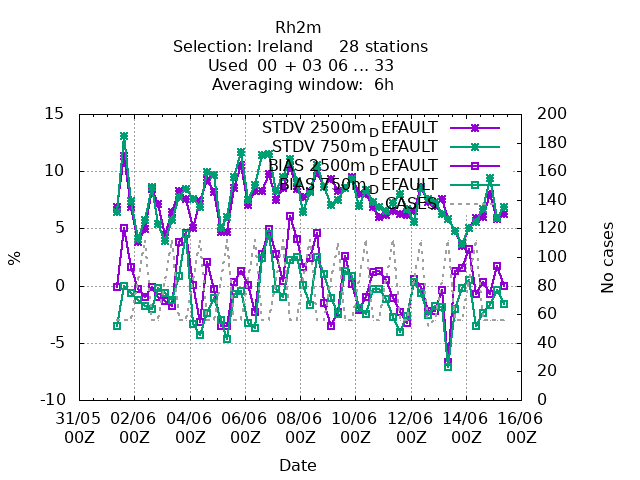 Rh2m
Selection: Ireland 28 stations
Used 00 + 03 06 ... 33
Averaging window: 6h
15
10
5
0
-5
-10
%
200
180
160
140
120
100
80
60
40
20
0
No cases
STDV 2500m_DEFAULT
STDV 750m_DEFAULT
BIAS 2500m_DEFAULT
BIAS 750m_DEFAULT
CASES
31/05 02/06 04/06 06/06 08/06 10/06 12/06 14/06 16/06
00Z 00Z 00Z 00Z 00Z 00Z 00Z 00Z 00Z
Date